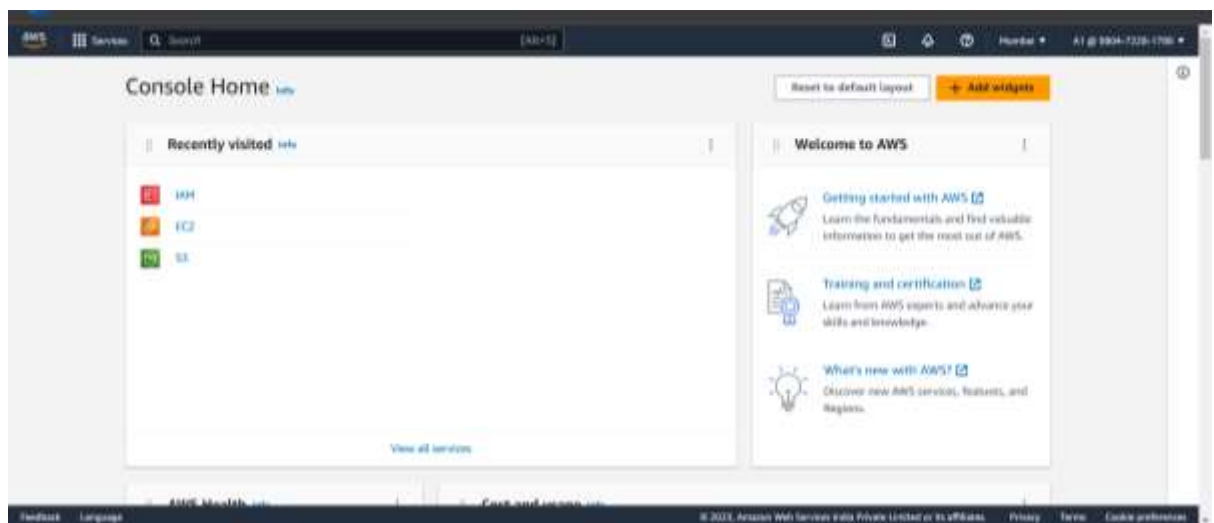 aws Services Search [Alt+S] Mumbai
Console Home Info
Reset to default layout
+ Add widgets
Recently visited Info
IAM
EC2
S3
View all services
Welcome to AWS
Getting started with AWS
Learn the fundamentals and find valuable
information to get the most out of AWS.
Training and certification
Learn from AWS experts and advance your
skills and knowledge.
What's new with AWS?
Discover new AWS services, features, and
Regions.
AWS Health Info
Cost and usage Info
Feedback Language © 2023, Amazon Web Services India Private Limited or its affiliates. Privacy Terms Cookie preferences